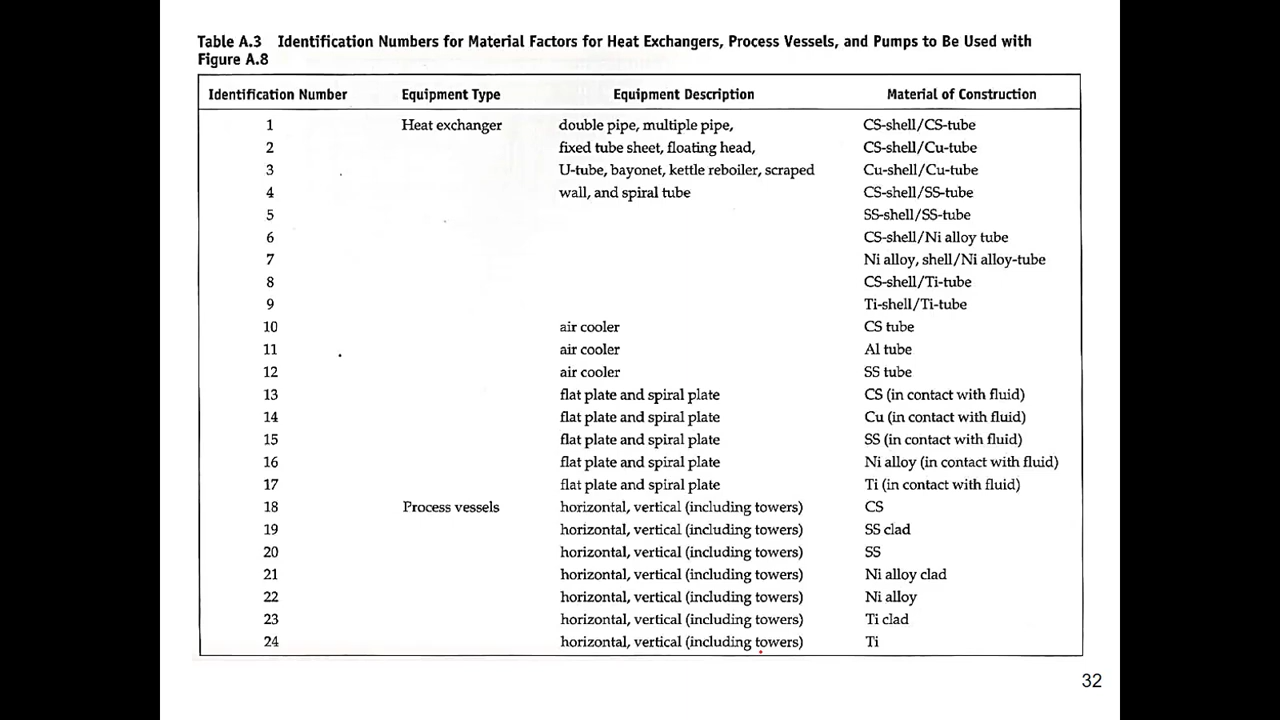 Table A.3 Identification Numbers for Material Factors for Heat Exchangers, Process Vessels, and Pumps to Be Used with
Figure A.8
Identification Number Equipment Type Equipment Description Material of Construction
1 Heat exchanger double pipe, multiple pipe, CS-shell/CS-tube
2 fixed tube sheet, floating head, CS-shell/Cu-tube
3 U-tube, bayonet, kettle reboiler, scraped Cu-shell/Cu-tube
4 wall, and spiral tube CS-shell/SS-tube
5 SS-shell/SS-tube
6 CS-shell/Ni alloy tube
7 Ni alloy, shell/Ni alloy-tube
8 CS-shell/Ti-tube
9 Ti-shell/Ti-tube
10 air cooler CS tube
11 air cooler Al tube
12 air cooler SS tube
13 flat plate and spiral plate CS (in contact with fluid)
14 flat plate and spiral plate Cu (in contact with fluid)
15 flat plate and spiral plate SS (in contact with fluid)
16 flat plate and spiral plate Ni alloy (in contact with fluid)
17 flat plate and spiral plate Ti (in contact with fluid)
18 Process vessels horizontal, vertical (including towers) CS
19 horizontal, vertical (including towers) SS clad
20 horizontal, vertical (including towers) SS
21 horizontal, vertical (including towers) Ni alloy clad
22 horizontal, vertical (including towers) Ni alloy
23 horizontal, vertical (including towers) Ti clad
24 horizontal, vertical (including towers) Ti
32